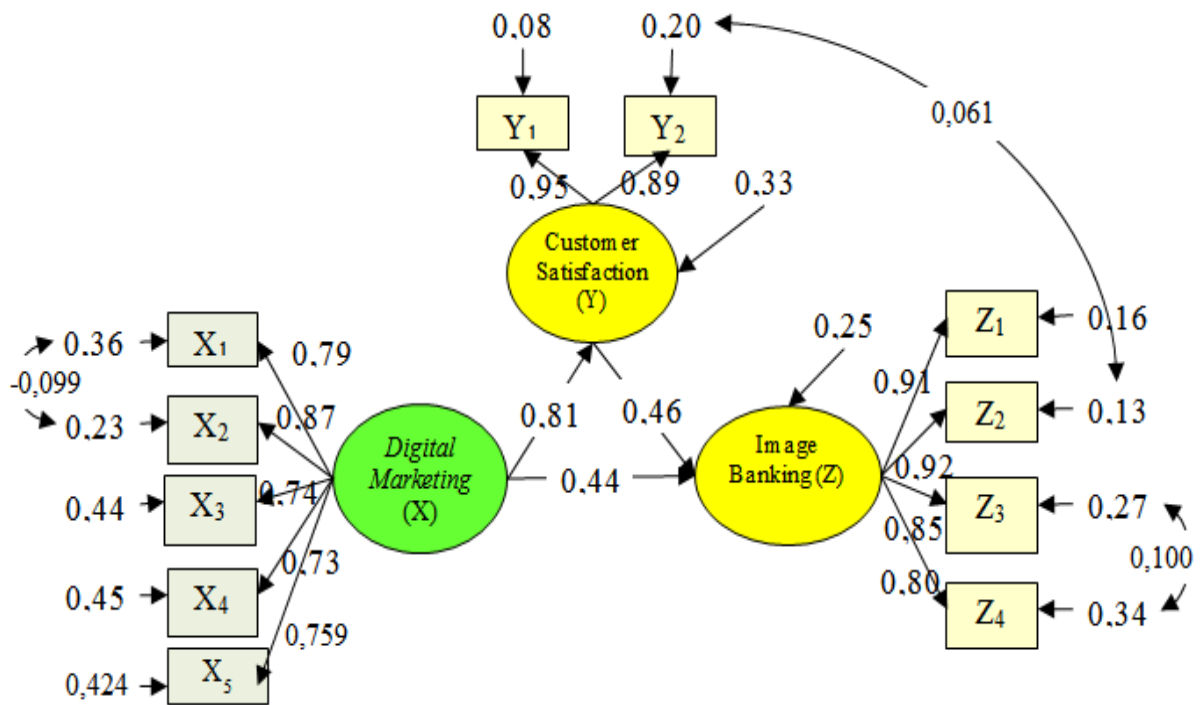 0,08
0,20
Y1
Y2
0,061
0,95
0,89
0,33
Customer
Satisfaction
(Y)
0,36
X1
0,79
-0,099
0,23
X2
0,87
0,44
X3
0,74
0,45
X4
0,73
0,424
X5
0,759
Digital
Marketing
(X)
0,81
0,46
0,44
0,25
Image
Banking (Z)
0,91
Z1
0,16
0,92
Z2
0,13
0,85
Z3
0,27
0,100
0,80
Z4
0,34